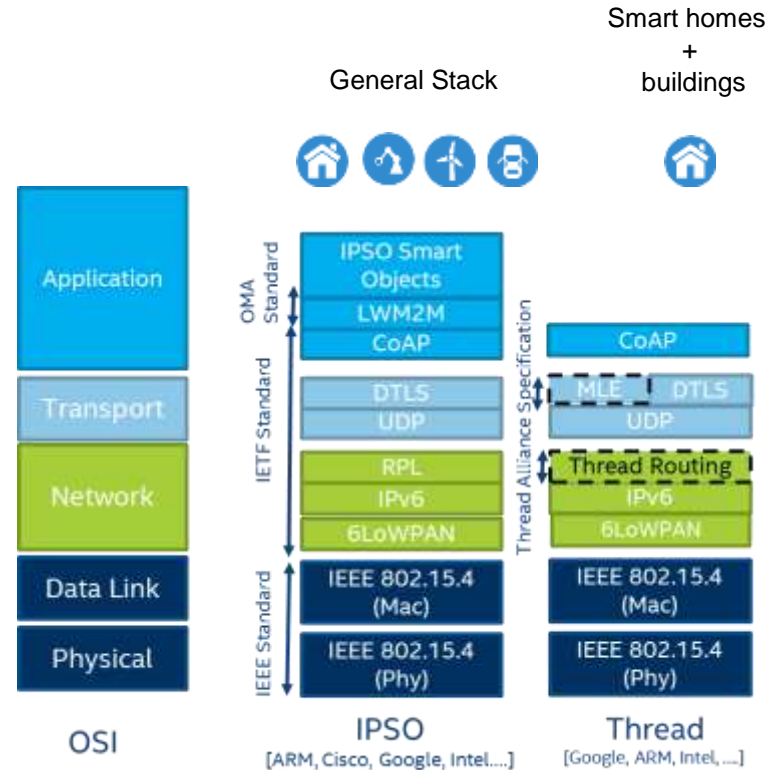 Smart homes
+
buildings
General Stack
Application
Transport
Network
Data Link
Physical
OSI
OMA
Standard
IETF Standard
IEEE Standard
IPSO Smart
Objects
LWM2M
CoAP
DTLS
UDP
RPL
IPv6
6LoWPAN
IEEE 802.15.4
(Mac)
IEEE 802.15.4
(Phy)
IPSO
[ARM, Cisco, Google, Intel....]
Thread Alliance Specification
CoAP
MLE DTLS
UDP
Thread Routing
IPv6
6LoWPAN
IEEE 802.15.4
(Mac)
IEEE 802.15.4
(Phy)
Thread
[Google, ARM, Intel, ....]